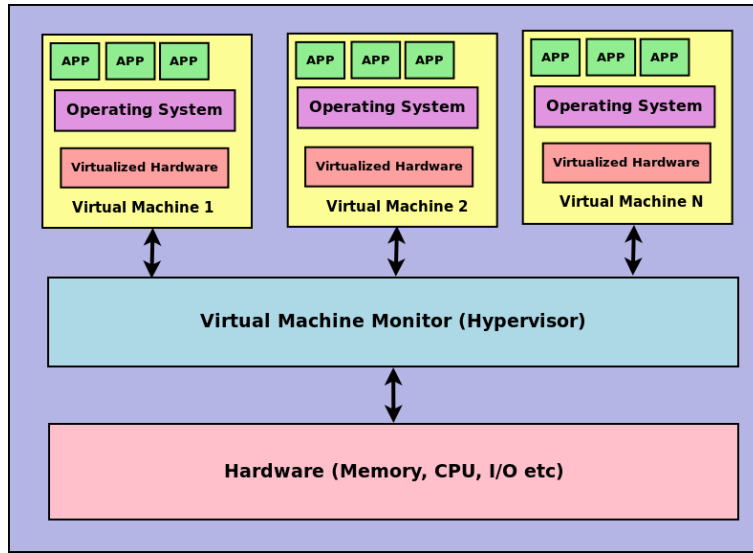 APP APP APP
Operating System
Virtualized Hardware
Virtual Machine 1
APP APP APP
Operating System
Virtualized Hardware
Virtual Machine 2
APP APP APP
Operating System
Virtualized Hardware
Virtual Machine N
Virtual Machine Monitor (Hypervisor)
Hardware (Memory, CPU, I/O etc)